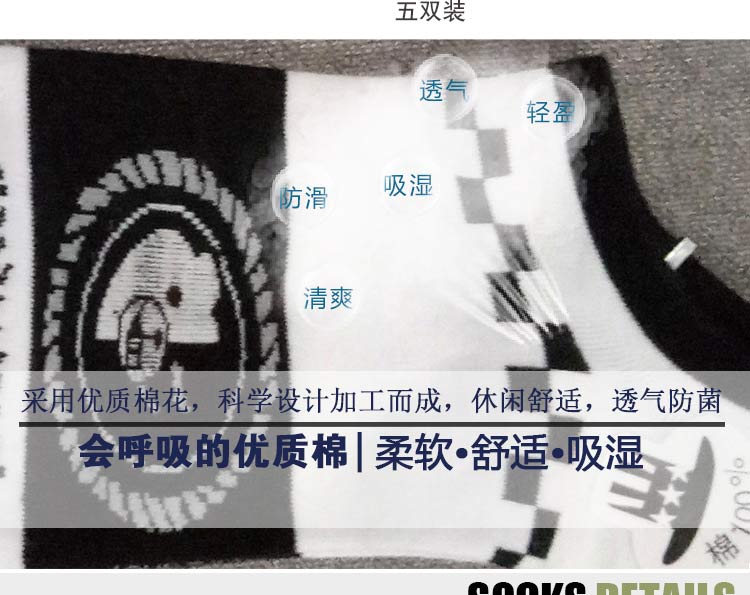 五双装
透气
轻盈
吸湿
防滑
清爽
采用优质棉花，科学设计加工而成，休闲舒适，透气防菌
会呼吸的优质棉|柔软•舒适•吸湿
棉100%
SOCKS DETAILS